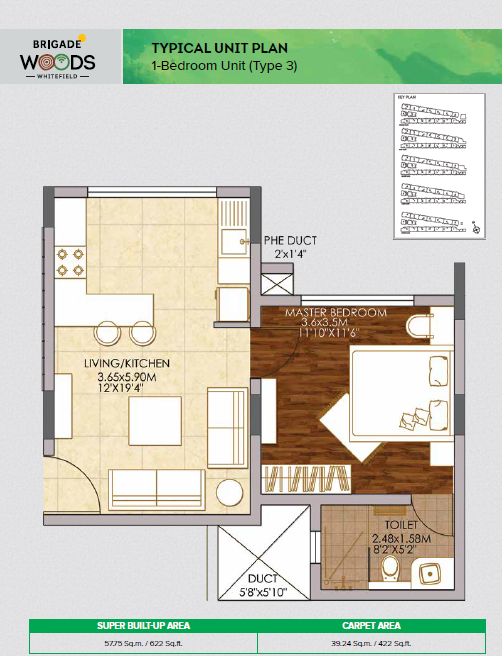 BRIGADE
WOODS
WHITEFIELD
TYPICAL UNIT PLAN
1-Bedroom Unit (Type 3)
KEY PLAN
PHE DUCT
2'x1'4"
MASTER BEDROOM
3.6x3.5M
11'10"X11'6"
LIVING/KITCHEN
3.65x5.90M
12'X19'4"
TOILET
2.48x1.58M
8'2"X5'2"
DUCT
5'8"x5'10"
SUPER BUILT-UP AREA
CARPET AREA
57.75 Sq.m. / 622 Sq.ft.
39.24 Sq.m. / 422 Sq.ft.